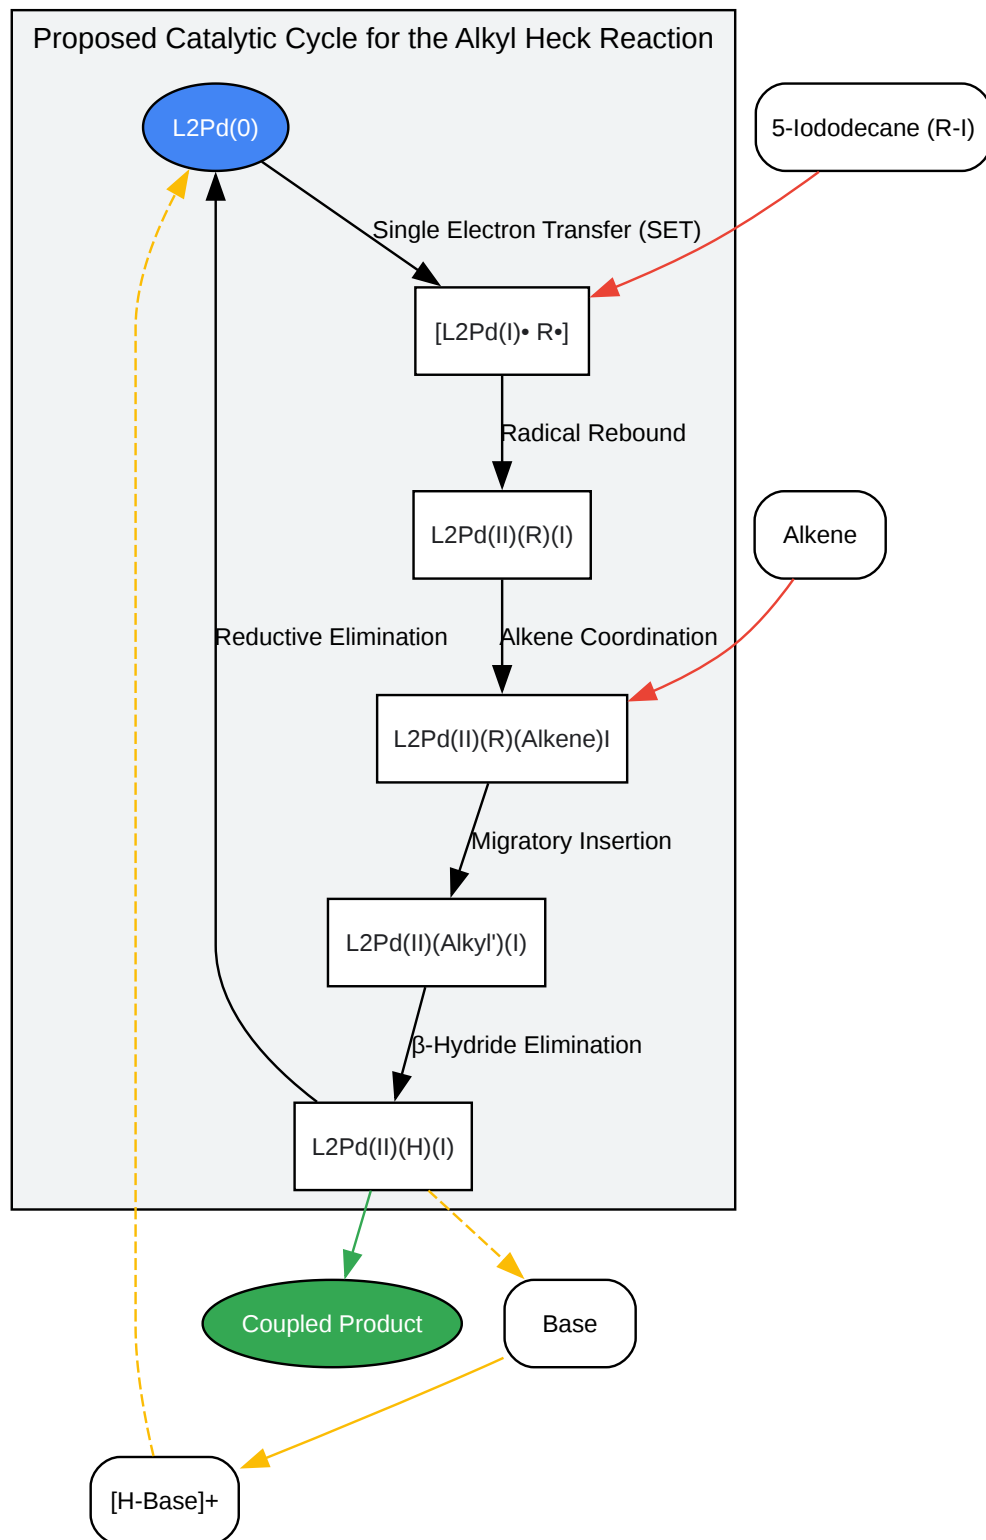 Proposed Catalytic Cycle for the Alkyl Heck Reaction
L2Pd(0)
5-Iododecane (R-I)
Single Electron Transfer (SET)
[L2Pd(I)• R•]
Radical Rebound
L2Pd(II)(R)(I)
Alkene
Reductive Elimination
Alkene Coordination
L2Pd(II)(R)(Alkene)I
Migratory Insertion
L2Pd(II)(Alkyl')(I)
β-Hydride Elimination
L2Pd(II)(H)(I)
Coupled Product
Base
[H-Base]+